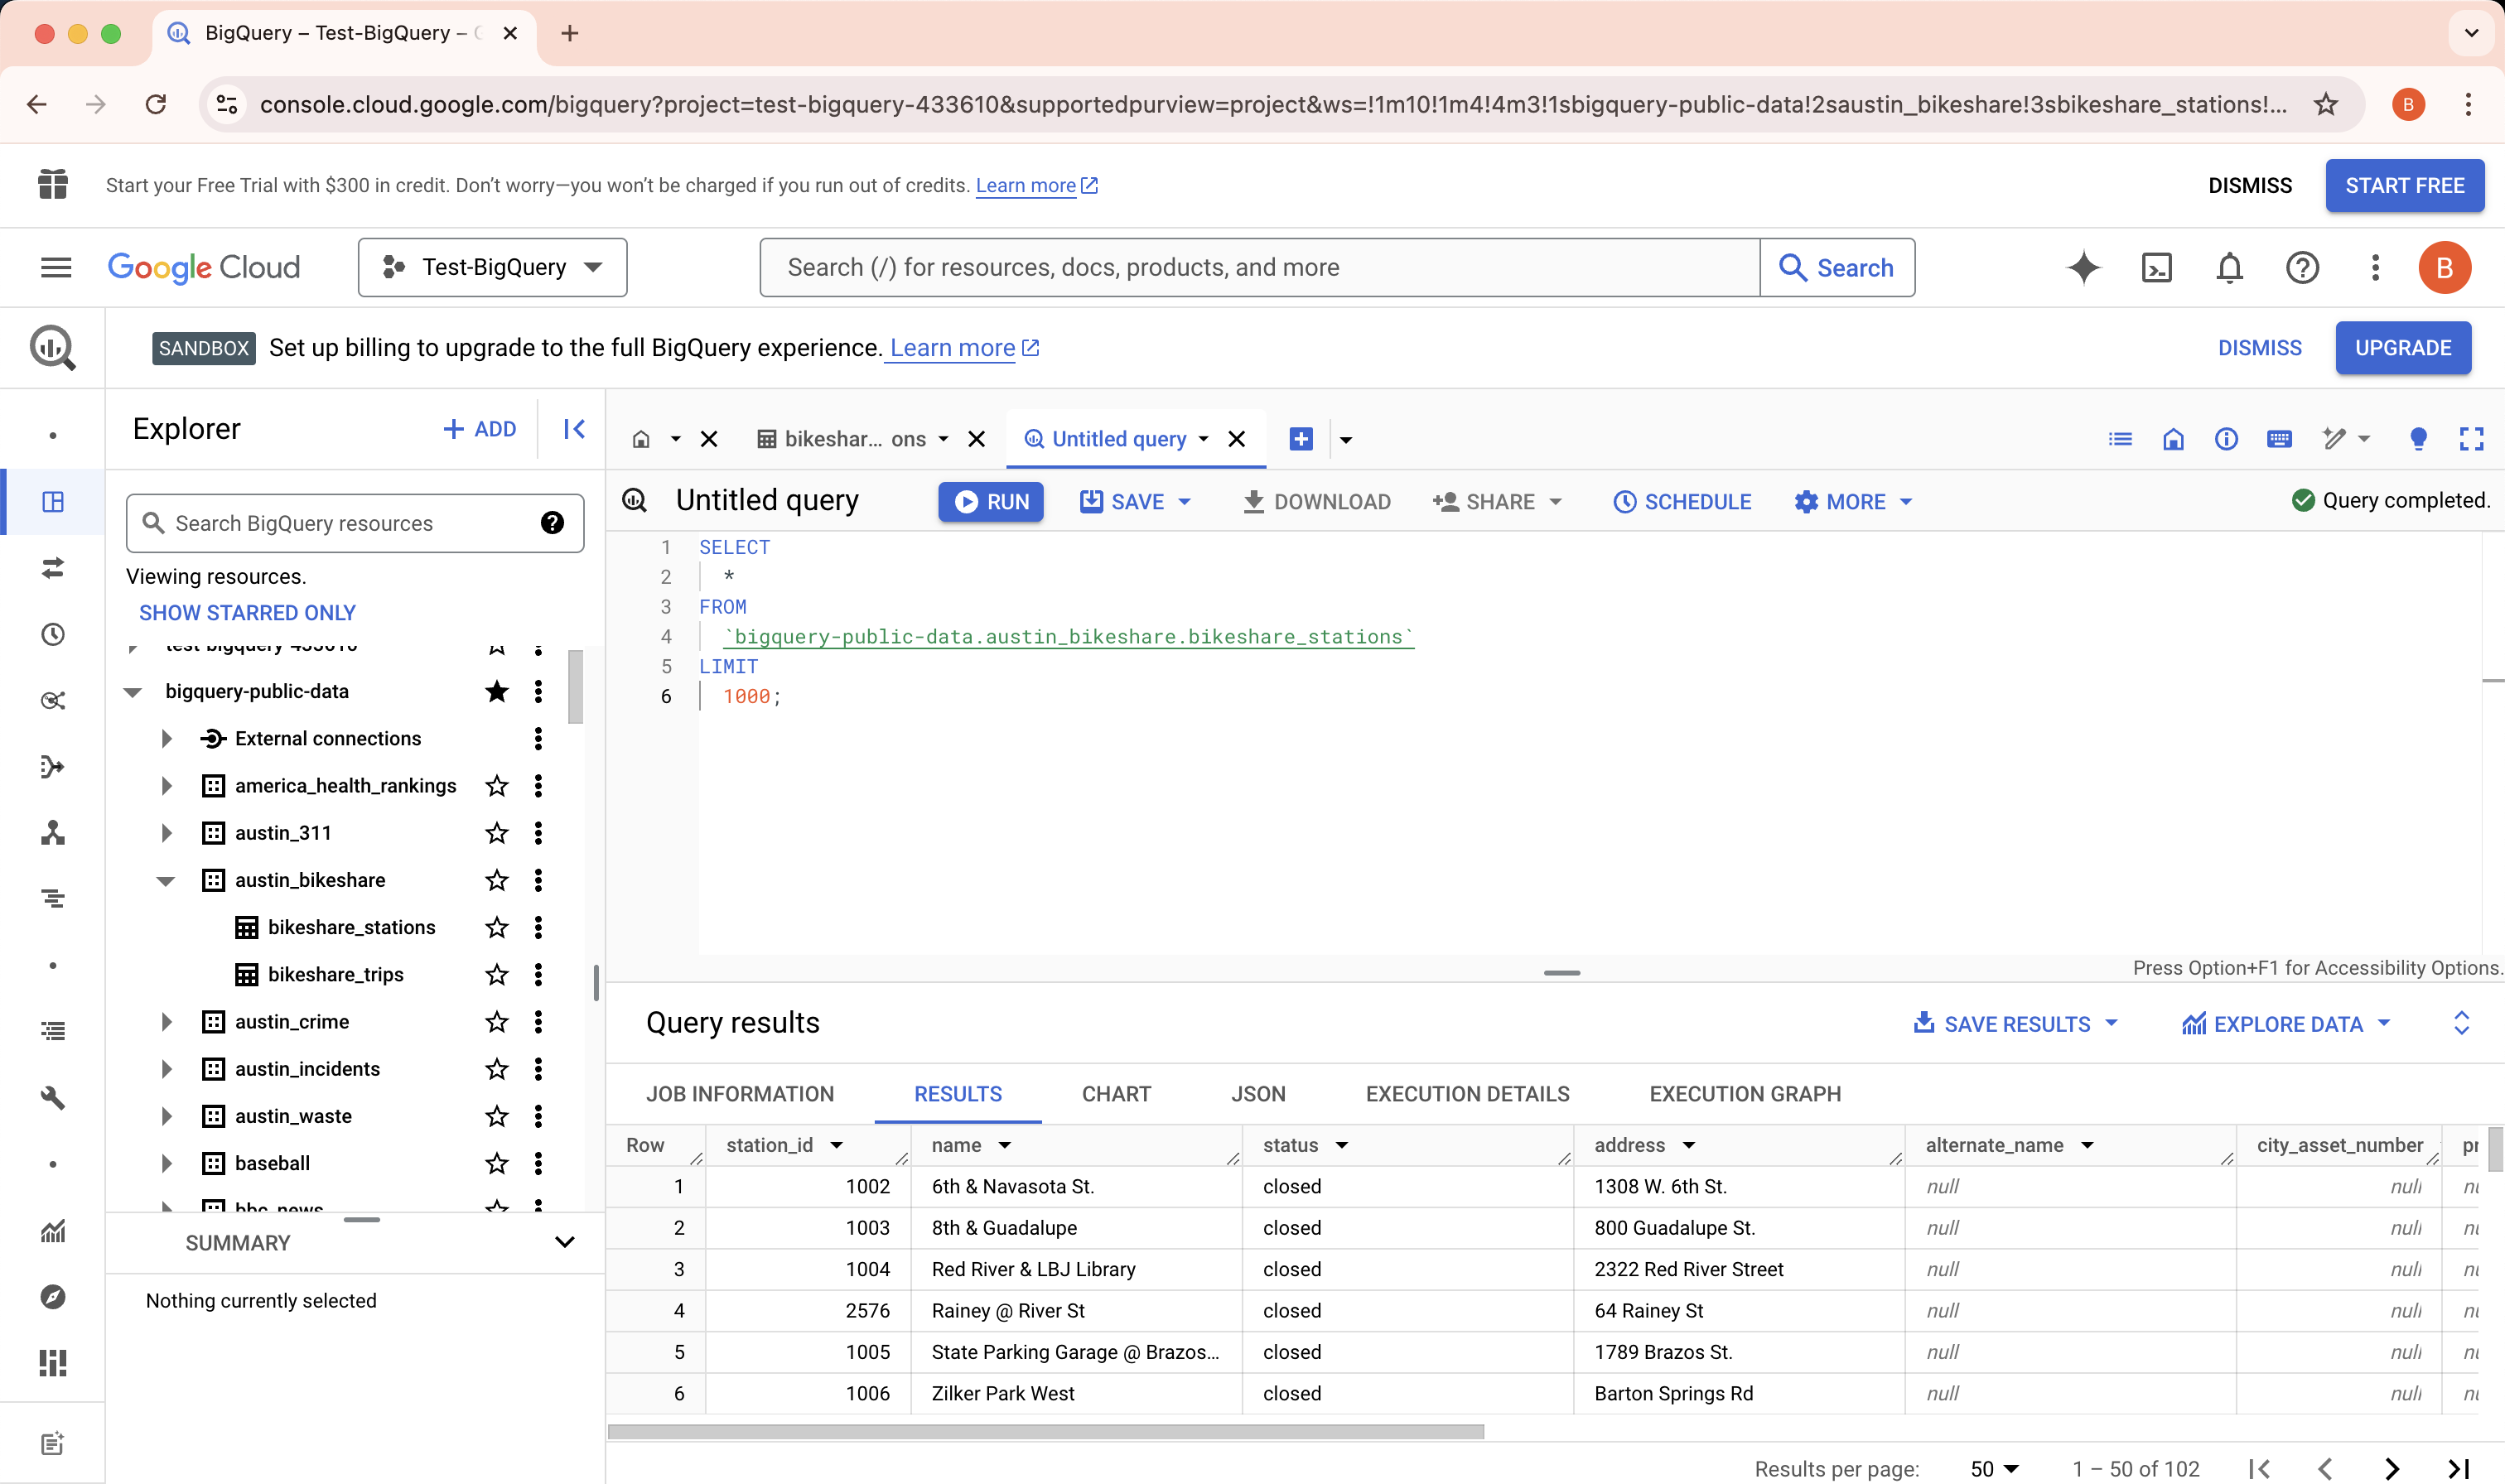 BigQuery – Test-BigQuery –
console.cloud.google.com/bigquery?project=test-bigquery-433610&supportedpurview=project&ws=!1m10!1m4!4m3!1sbigquery-public-data!2saustin_bikeshare!3sbikeshare_stations!...
B
Start your Free Trial with $300 in credit. Don't worry—you won't be charged if you run out of credits. Learn more
DISMISS
START FREE
Google Cloud
Test-BigQuery
Search (/) for resources, docs, products, and more
Search
B
SANDBOX Set up billing to upgrade to the full BigQuery experience. Learn more
DISMISS
UPGRADE
Explorer
+ ADD
Search BigQuery resources
Viewing resources.
SHOW STARRED ONLY
test-bigquery-433610
bigquery-public-data
External connections
america_health_rankings
austin_311
austin_bikeshare
bikeshare_stations
bikeshare_trips
austin_crime
austin_incidents
austin_waste
baseball
bbc_news
SUMMARY
Nothing currently selected
bikeshar... ons
Untitled query
Untitled query
RUN
SAVE
DOWNLOAD
SHARE
SCHEDULE
MORE
Query completed.
1 SELECT
2 *
3 FROM
4 `bigquery-public-data.austin_bikeshare.bikeshare_stations`
5 LIMIT
6 1000;
Press Option+F1 for Accessibility Options.
Query results
SAVE RESULTS
EXPLORE DATA
JOB INFORMATION RESULTS CHART JSON EXECUTION DETAILS EXECUTION GRAPH
Row station_id name status address alternate_name city_asset_number
1 1002 6th & Navasota St. closed 1308 W. 6th St. null null
2 1003 8th & Guadalupe closed 800 Guadalupe St. null null
3 1004 Red River & LBJ Library closed 2322 Red River Street null null
4 2576 Rainey @ River St closed 64 Rainey St null null
5 1005 State Parking Garage @ Brazos... closed 1789 Brazos St. null null
6 1006 Zilker Park West closed Barton Springs Rd null null
Results per page: 50 1 – 50 of 102